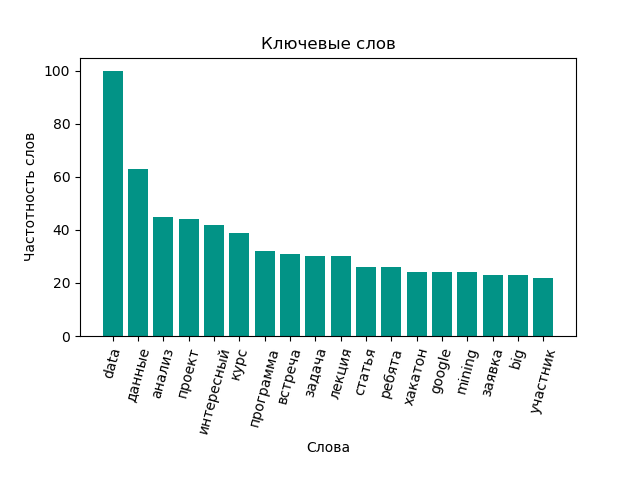 Ключевые слов
Частотность слов
100
80
60
40
20
0
data
данные
анализ
проект
интересный
курс
программа
встреча
задача
лекция
статья
ребята
хакатон
google
mining
заявка
big
участник
Слова